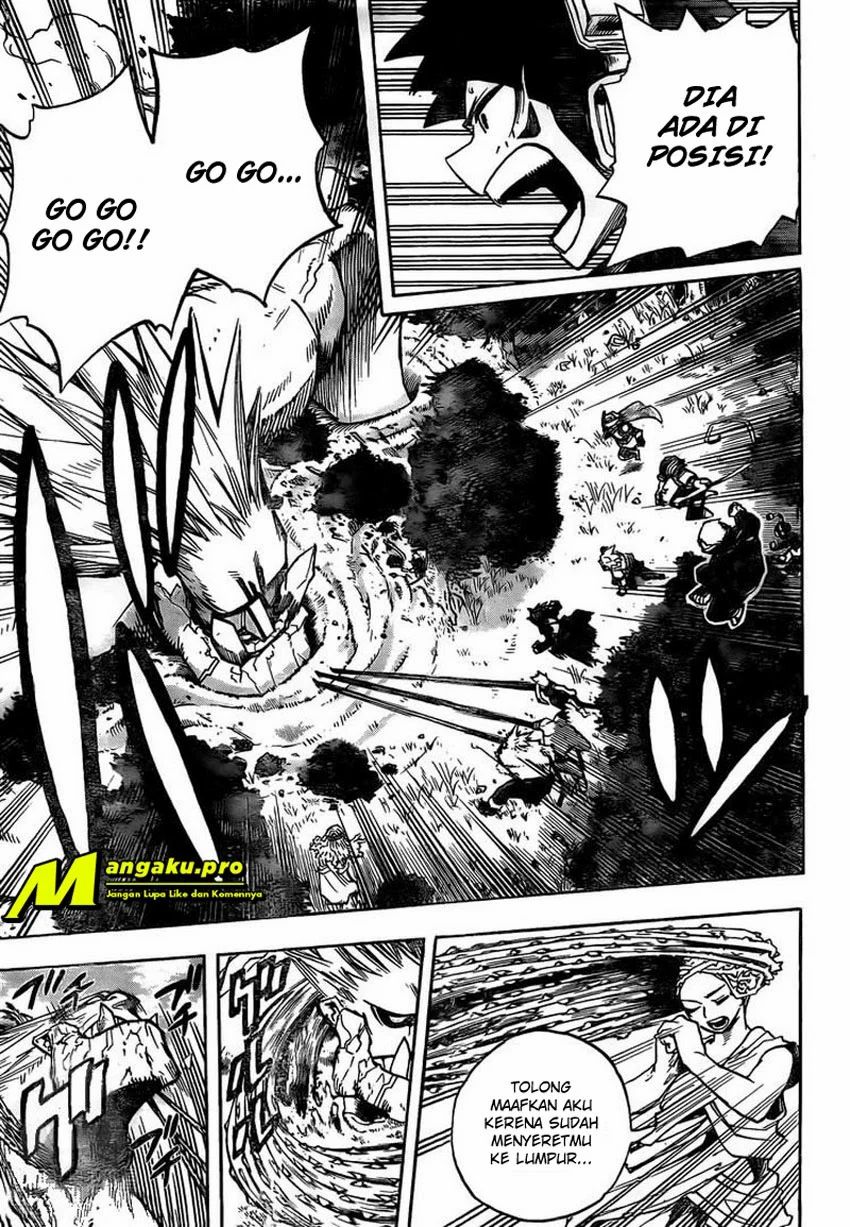 DIA
ADA DI
POSISI!
GO GO...
GO GO
GO GO!!
Mangaku.pro
Jangan Lupa Like dan Komennya
TOLONG
MAAFKAN AKU
KERENA SUDAH
MENYERETMU
KE LUMPUR...